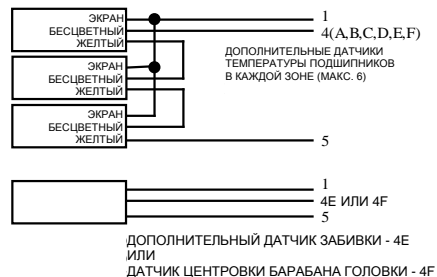 ЭКРАН 1
БЕСЦВЕТНЫЙ 4(A,B,C,D,E,F)
ЖЕЛТЫЙ
ДОПОЛНИТЕЛЬНЫЕ ДАТЧИКИ
ТЕМПЕРАТУРЫ ПОДШИПНИКОВ
В КАЖДОЙ ЗОНЕ (МАКС. 6)
ЭКРАН
БЕСЦВЕТНЫЙ
ЖЕЛТЫЙ
ЭКРАН
БЕСЦВЕТНЫЙ
ЖЕЛТЫЙ 5
1
4E ИЛИ 4F
5
ДОПОЛНИТЕЛЬНЫЙ ДАТЧИК ЗАБИВКИ - 4E
ИЛИ
ДАТЧИК ЦЕНТРОВКИ БАРАБАНА ГОЛОВКИ - 4F